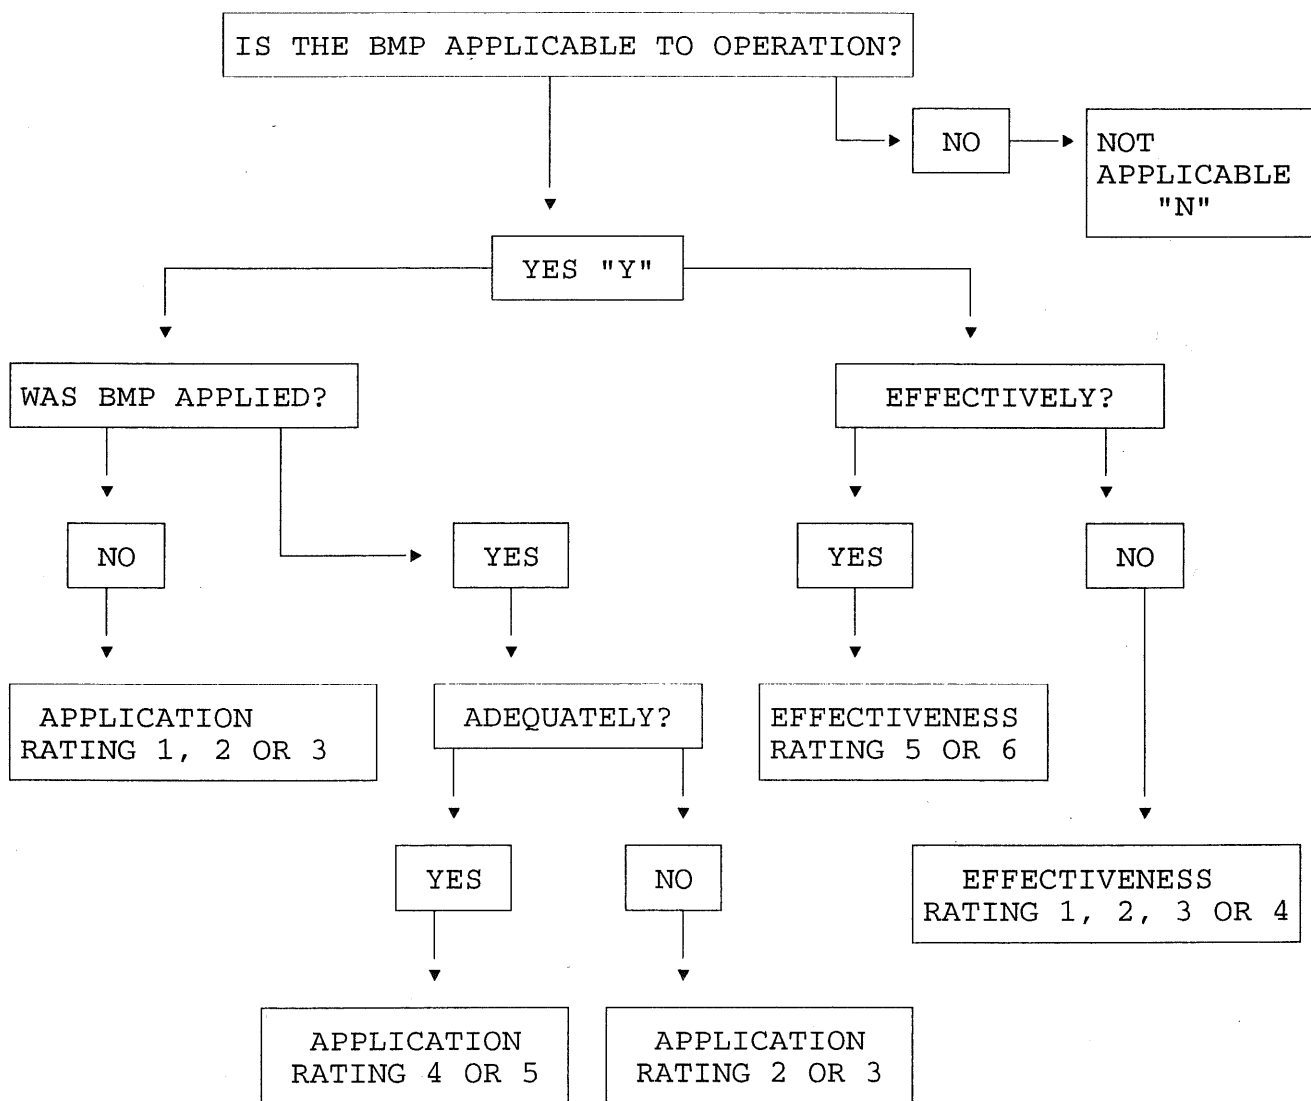 IS THE BMP APPLICABLE TO OPERATION?
NO
NOT
APPLICABLE
"N"
YES "Y"
WAS BMP APPLIED?
EFFECTIVELY?
NO
YES
YES
NO
APPLICATION
RATING 1, 2 OR 3
ADEQUATELY?
EFFECTIVENESS
RATING 5 OR 6
YES
NO
EFFECTIVENESS
RATING 1, 2, 3 OR 4
APPLICATION
RATING 4 OR 5
APPLICATION
RATING 2 OR 3